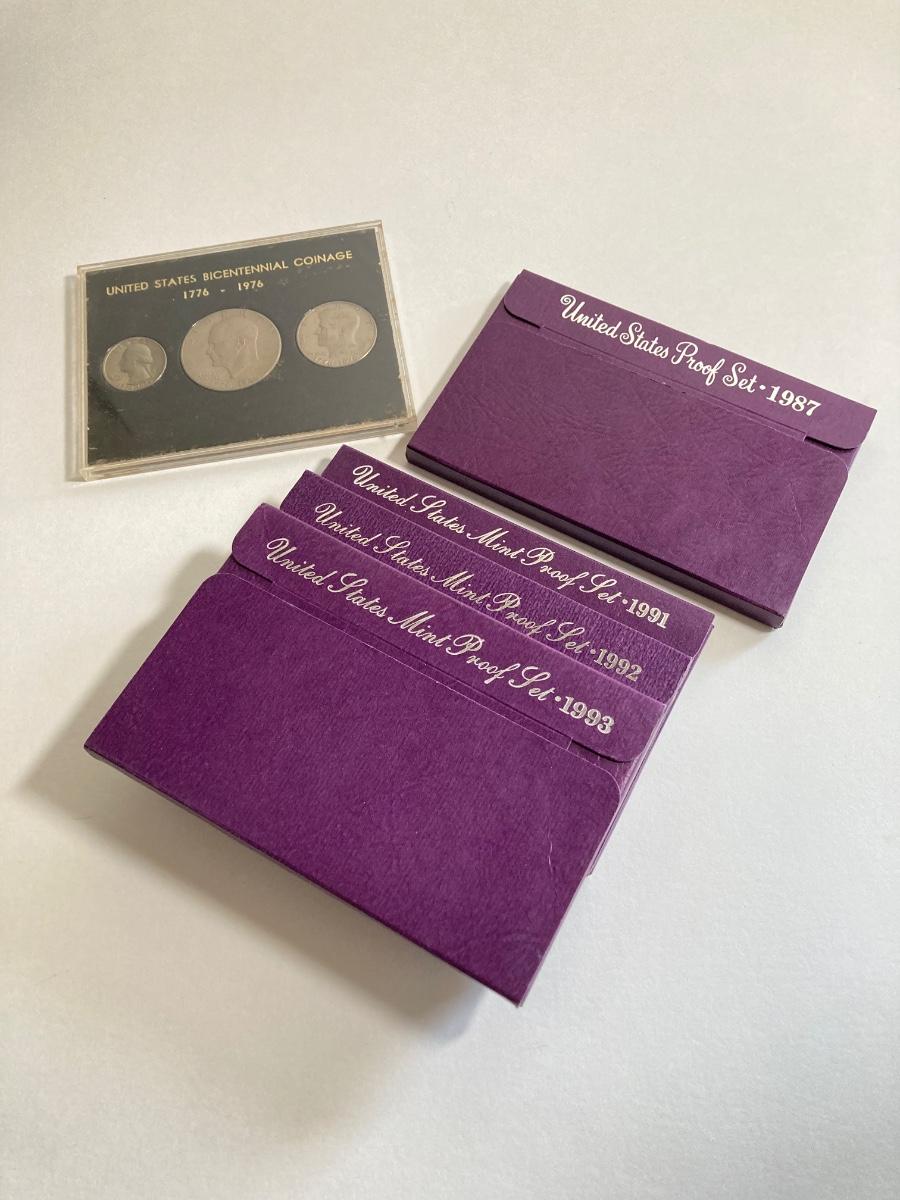 UNITED STATES BICENTENNIAL COINAGE
1776 - 1976
United States Proof Set · 1987
United States Mint Proof Set · 1991
United States Mint Proof Set · 1992
United States Mint Proof Set · 1993